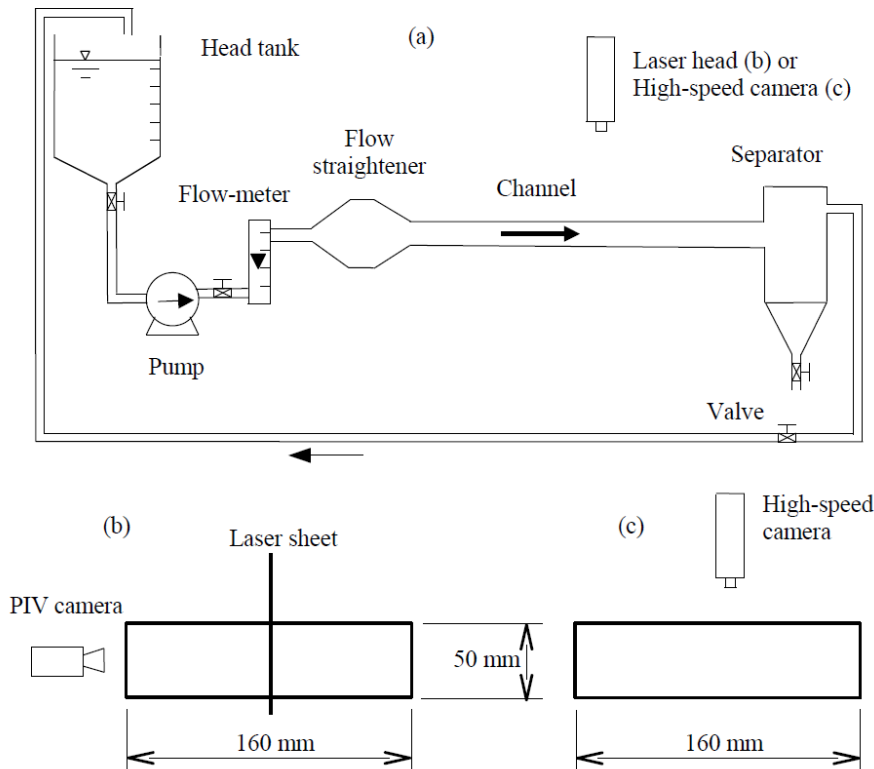 (a)
Head tank
Laser head (b) or
High-speed camera (c)
Flow
straightener
Separator
Flow-meter
Channel
Pump
Valve
(b)
(c)
High-speed
camera
Laser sheet
PIV camera
50 mm
160 mm
160 mm